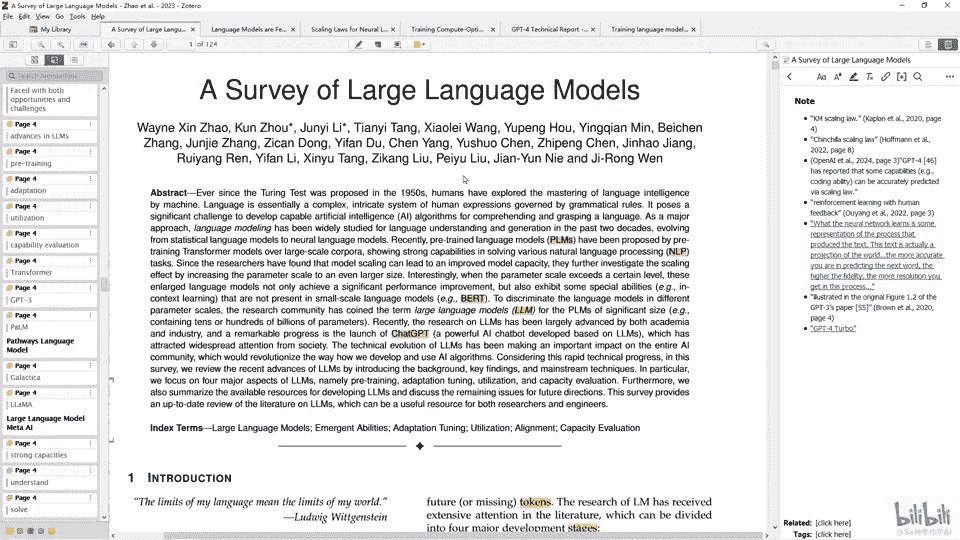 A Survey of Large Language Models - Zhao et al. - 2023 - Zotero
File Edit View Go Tools Help
My Library
A Survey of Large Langu...
Language Models are Fe...
Scaling Laws for Neural L...
Training Compute-Opti...
GPT-4 Technical Report -...
Training language model...
1 of 124
Search Annotations
Faced with both
opportunities and
challenges
Page 4
advances in LLMs
Page 4
pre-training
Page 4
adaptation
Page 4
utilization
Page 4
capability evaluation
Page 4
Transformer
Page 4
GPT-3
Page 4
PaLM
Pathways Language
Model
Page 4
Galactica
Page 4
LLaMA
Large Language Model
Meta AI
Page 4
strong capacities
Page 4
understand
Page 4
solve
A Survey of Large Language Models
Wayne Xin Zhao, Kun Zhou*, Junyi Li*, Tianyi Tang, Xiaolei Wang, Yupeng Hou, Yingqian Min, Beichen
Zhang, Junjie Zhang, Zican Dong, Yifan Du, Chen Yang, Yushuo Chen, Zhipeng Chen, Jinhao Jiang,
Ruiyang Ren, Yifan Li, Xinyu Tang, Zikang Liu, Peiyu Liu, Jian-Yun Nie and Ji-Rong Wen
Abstract—Ever since the Turing Test was proposed in the 1950s, humans have explored the mastering of language intelligence
by machine. Language is essentially a complex, intricate system of human expressions governed by grammatical rules. It poses a
significant challenge to develop capable artificial intelligence (AI) algorithms for comprehending and grasping a language. As a major
approach, language modeling has been widely studied for language understanding and generation in the past two decades, evolving
from statistical language models to neural language models. Recently, pre-trained language models (PLMs) have been proposed by pre-
training Transformer models over large-scale corpora, showing strong capabilities in solving various natural language processing (NLP)
tasks. Since the researchers have found that model scaling can lead to an improved model capacity, they further investigate the scaling
effect by increasing the parameter scale to an even larger size. Interestingly, when the parameter scale exceeds a certain level, these
enlarged language models not only achieve a significant performance improvement, but also exhibit some special abilities (e.g., in-
context learning) that are not present in small-scale language models (e.g., BERT). To discriminate the language models in different
parameter scales, the research community has coined the term large language models (LLM) for the PLMs of significant size (e.g.,
containing tens or hundreds of billions of parameters). Recently, the research on LLMs has been largely advanced by both academia
and industry, and a remarkable progress is the launch of ChatGPT (a powerful AI chatbot developed based on LLMs), which has
attracted widespread attention from society. The technical evolution of LLMs has been making an important impact on the entire AI
community, which would revolutionize the way how we develop and use AI algorithms. Considering this rapid technical progress, in this
survey, we review the recent advances of LLMs by introducing the background, key findings, and mainstream techniques. In particular,
we focus on four major aspects of LLMs, namely pre-training, adaptation tuning, utilization, and capacity evaluation. Furthermore, we
also summarize the available resources for developing LLMs and discuss the remaining issues for future directions. This survey provides
an up-to-date review of the literature on LLMs, which can be a useful resource for both researchers and engineers.
Index Terms—Large Language Models; Emergent Abilities; Adaptation Tuning; Utilization; Alignment; Capacity Evaluation
1 INTRODUCTION
"The limits of my language mean the limits of my world."
—Ludwig Wittgenstein
future (or missing) tokens. The research of LM has received
extensive attention in the literature, which can be divided
into four major development stages:
A Survey of Large Language Models
Note
"KM scaling law." (Kaplan et al., 2020, page
4)
"Chinchilla scaling law" (Hoffmann et al.,
2022, page 8)
(OpenAI et al., 2024, page 3)"GPT-4 [46]
has reported that some capabilities (e.g.,
coding ability) can be accurately predicted
via scaling law."
"reinforcement learning with human
feedback" (Ouyang et al., 2022, page 3)
"What the neural network learns is some
representation of the process that
produced the text. This text is actually a
projection of the world...the more accurate
you are in predicting the next word, the
higher the fidelity, the more resolution you
get in this process..."
"illustrated in the original Figure 1.2 of the
GPT-3's paper [55]" (Brown et al., 2020,
page 4)
"GPT-4 Turbo"
Related: [click here]
Tags: [click here]
bilibili